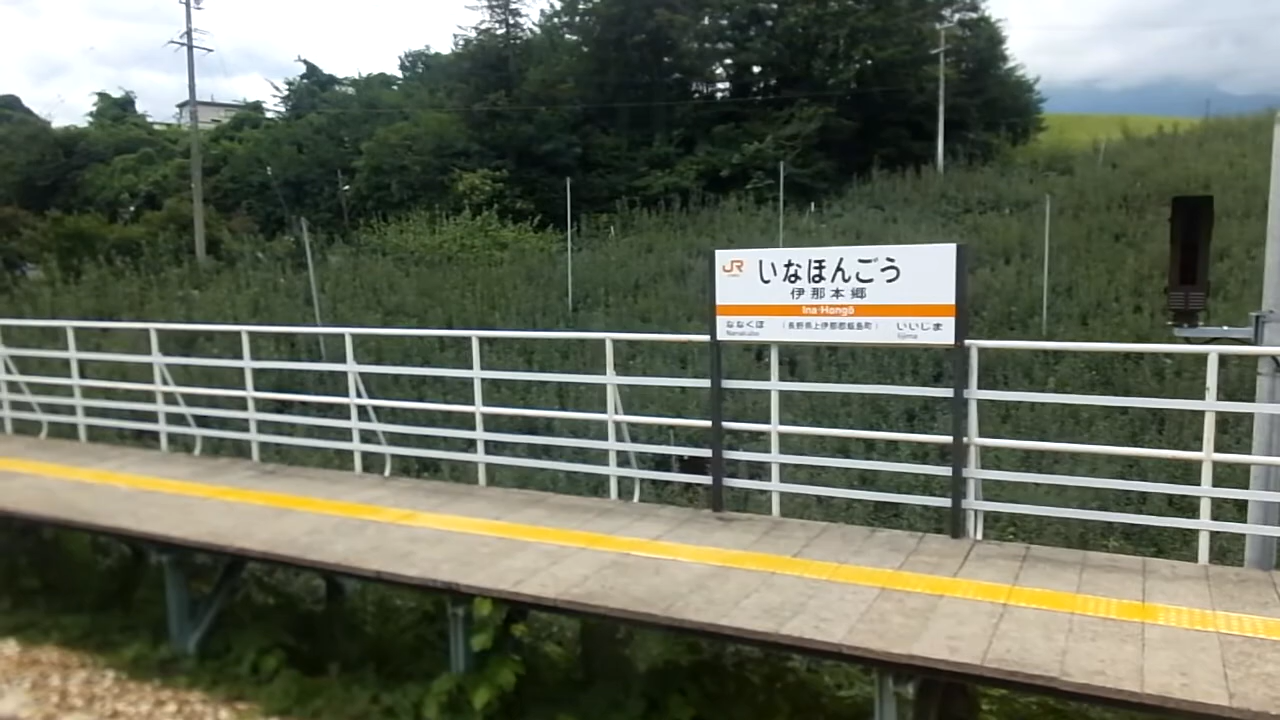 JR
いなほんごう
伊那本郷
Ina-Hongō
ななくぼ (長野県上伊那郡飯島町) いいじま
Nanakubo Iijima